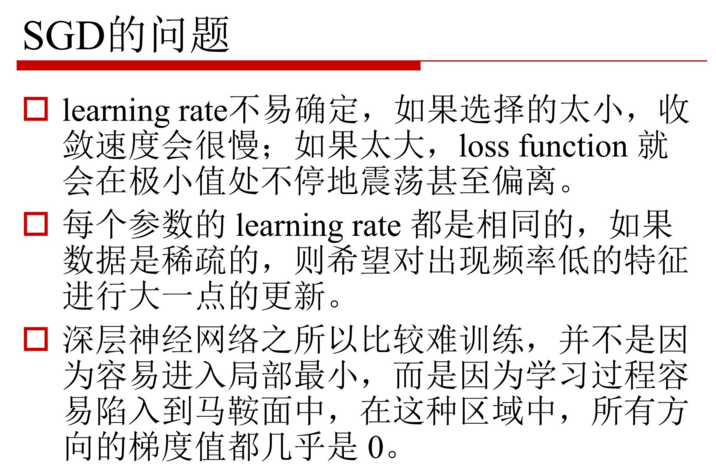 SGD的问题
learning rate不易确定，如果选择的太小，收
敛速度会很慢；如果太大，loss function 就
会在极小值处不停地震荡甚至偏离。
每个参数的 learning rate 都是相同的，如果
数据是稀疏的，则希望对出现频率低的特征
进行大一点的更新。
深层神经网络之所以比较难训练，并不是因
为容易进入局部最小，而是因为学习过程容
易陷入到马鞍面中，在这种区域中，所有方
向的梯度值都几乎是 0。